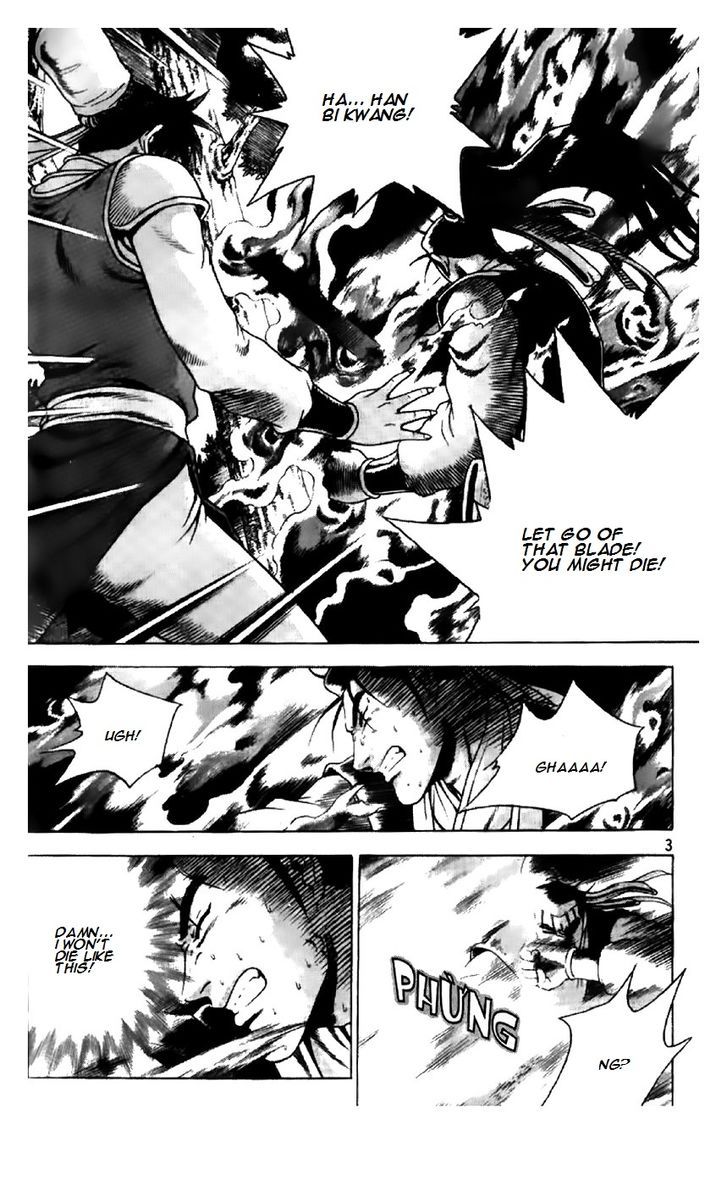 HA... HAN
BI KWANG!
LET GO OF
THAT BLADE!
YOU MIGHT DIE!
UGH!
GHAAAA!
3
DAMN...
I WON'T
DIE LIKE
THIS!
PHỪNG
NG?